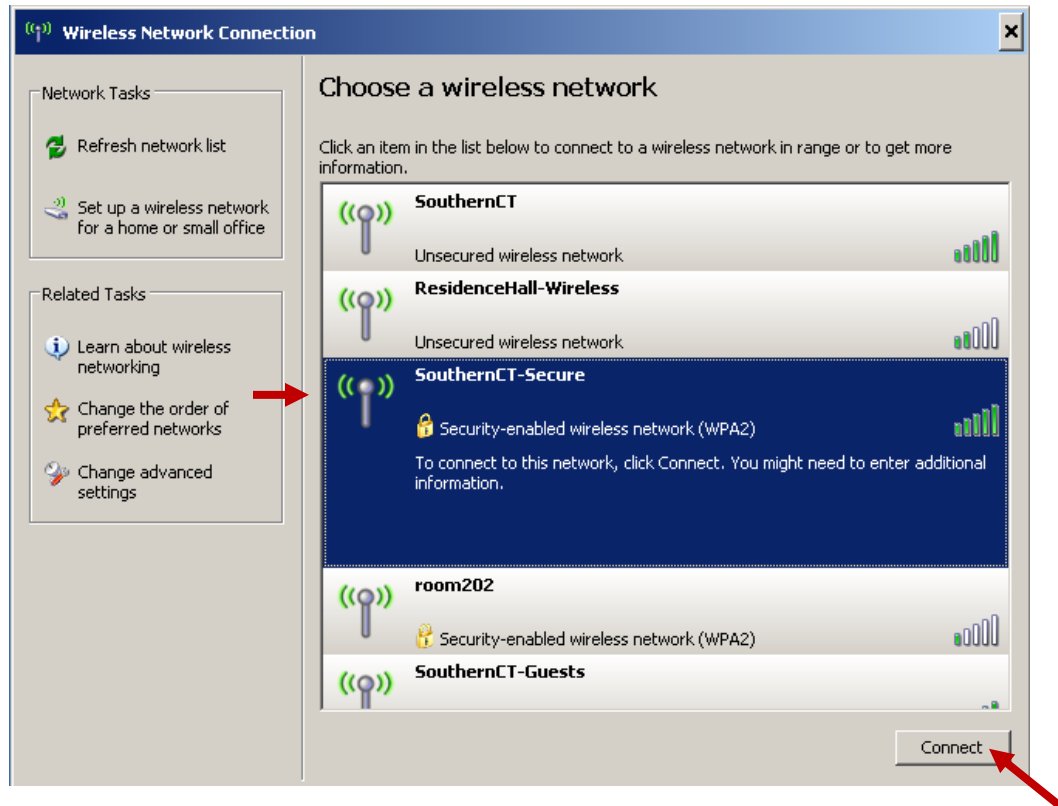 Wireless Network Connection
Network Tasks
Refresh network list
Set up a wireless network
for a home or small office
Related Tasks
Learn about wireless
networking
Change the order of
preferred networks
Change advanced
settings
Choose a wireless network
Click an item in the list below to connect to a wireless network in range or to get more
information.
SouthernCT
Unsecured wireless network
ResidenceHall-Wireless
Unsecured wireless network
SouthernCT-Secure
Security-enabled wireless network (WPA2)
To connect to this network, click Connect. You might need to enter additional
information.
room202
Security-enabled wireless network (WPA2)
SouthernCT-Guests
Connect